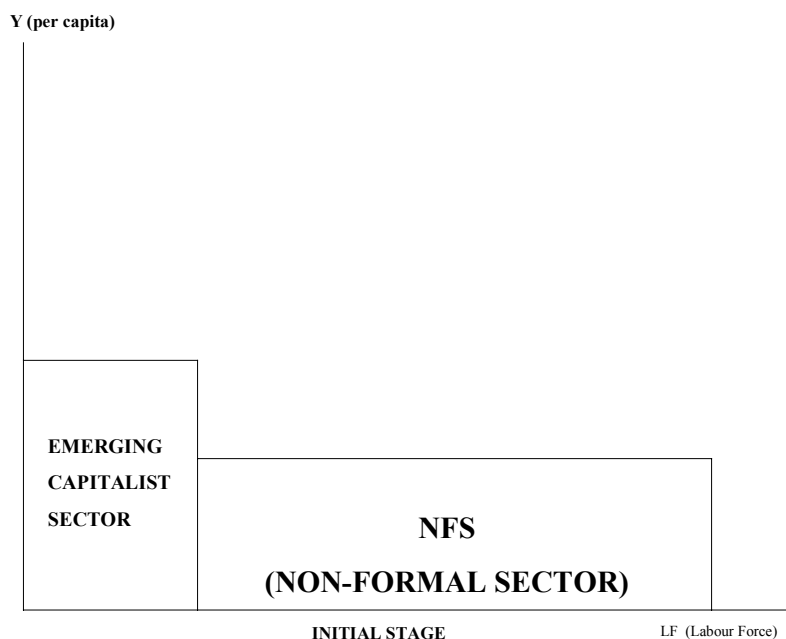 Y (per capita)
EMERGING
CAPITALIST
SECTOR
NFS
(NON-FORMAL SECTOR)
INITIAL STAGE
LF (Labour Force)